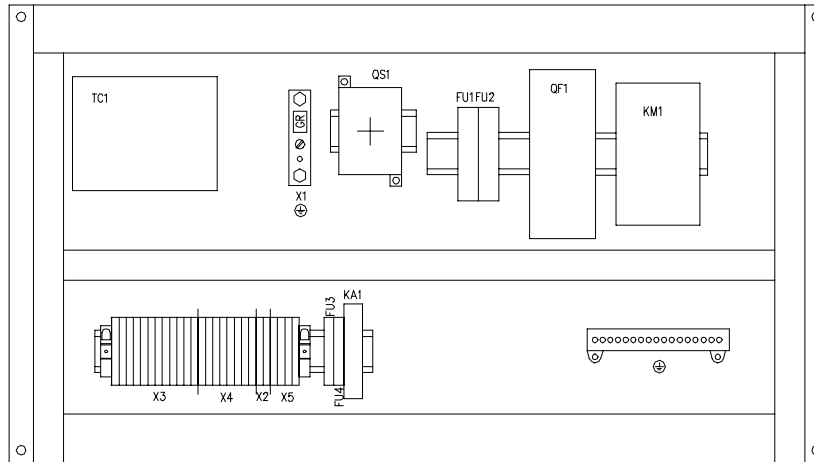 TC1
GR
X1
QS1
FU1FU2
QF1
KM1
FU3
KA1
X3
X4
X2
X5
FU4